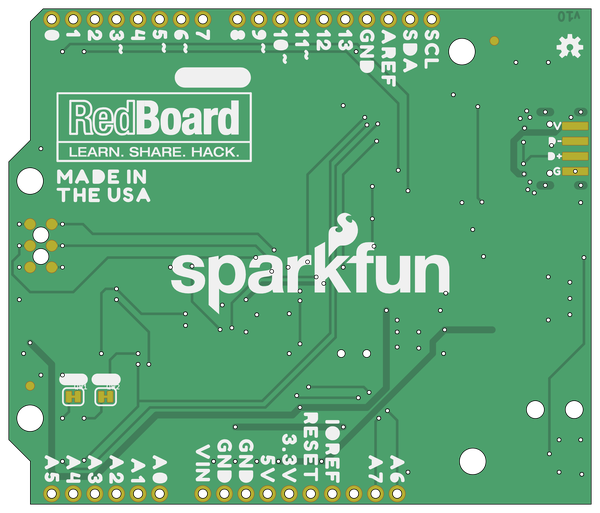 v10
0 1 2 3~ 4 5~ 6~ 7 8 9~ 10~ 11~ 12 13 GND AREF SDA SCL
RedBoard
LEARN. SHARE. HACK.
MADE IN
THE USA
V
D-
D+
G
sparkfun
A5 A4 A3 A2 A1 A0 VIN GND GND 5V 3.3V RESET IOREF A7 A6